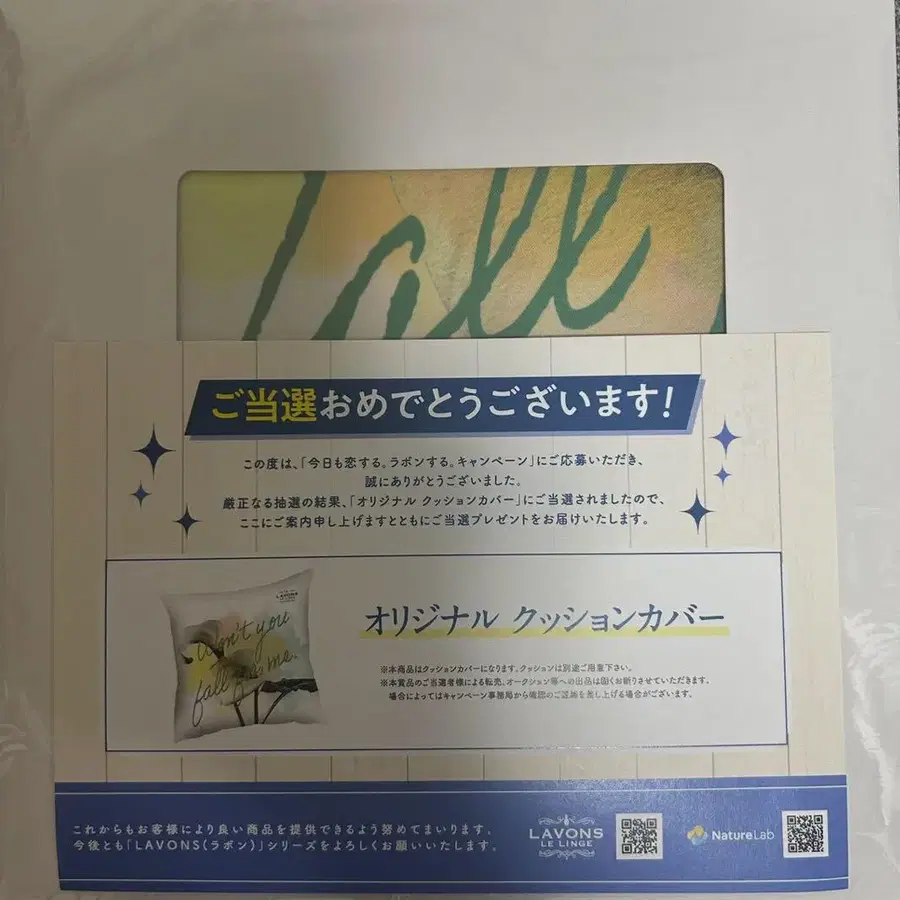 fall
ご当選おめでとうございます!
この度は、「今日も恋する。ラボンする。キャンペーン」にご応募いただき、
誠にありがとうございました。
厳正なる抽選の結果、「オリジナル クッションカバー」にご当選されましたので、
ここにご案内申し上げますとともにご当選プレゼントをお届けいたします。
LAVONS
Won't you
fall for me.
オリジナル クッションカバー
※本商品はクッションカバーになります。クッションは別途ご用意下さい。
※本賞品のご当選者様による転売、オークション等への出品は固くお断りさせていただきます。
場合によってはキャンペーン事務局から確認のご連絡を差し上げる場合がございます。
これからもお客様により良い商品を提供できるよう努めてまいります。
今後とも「LAVONS(ラボン)」シリーズをよろしくお願いいたします。
LAVONS
LE LINGE
NatureLab